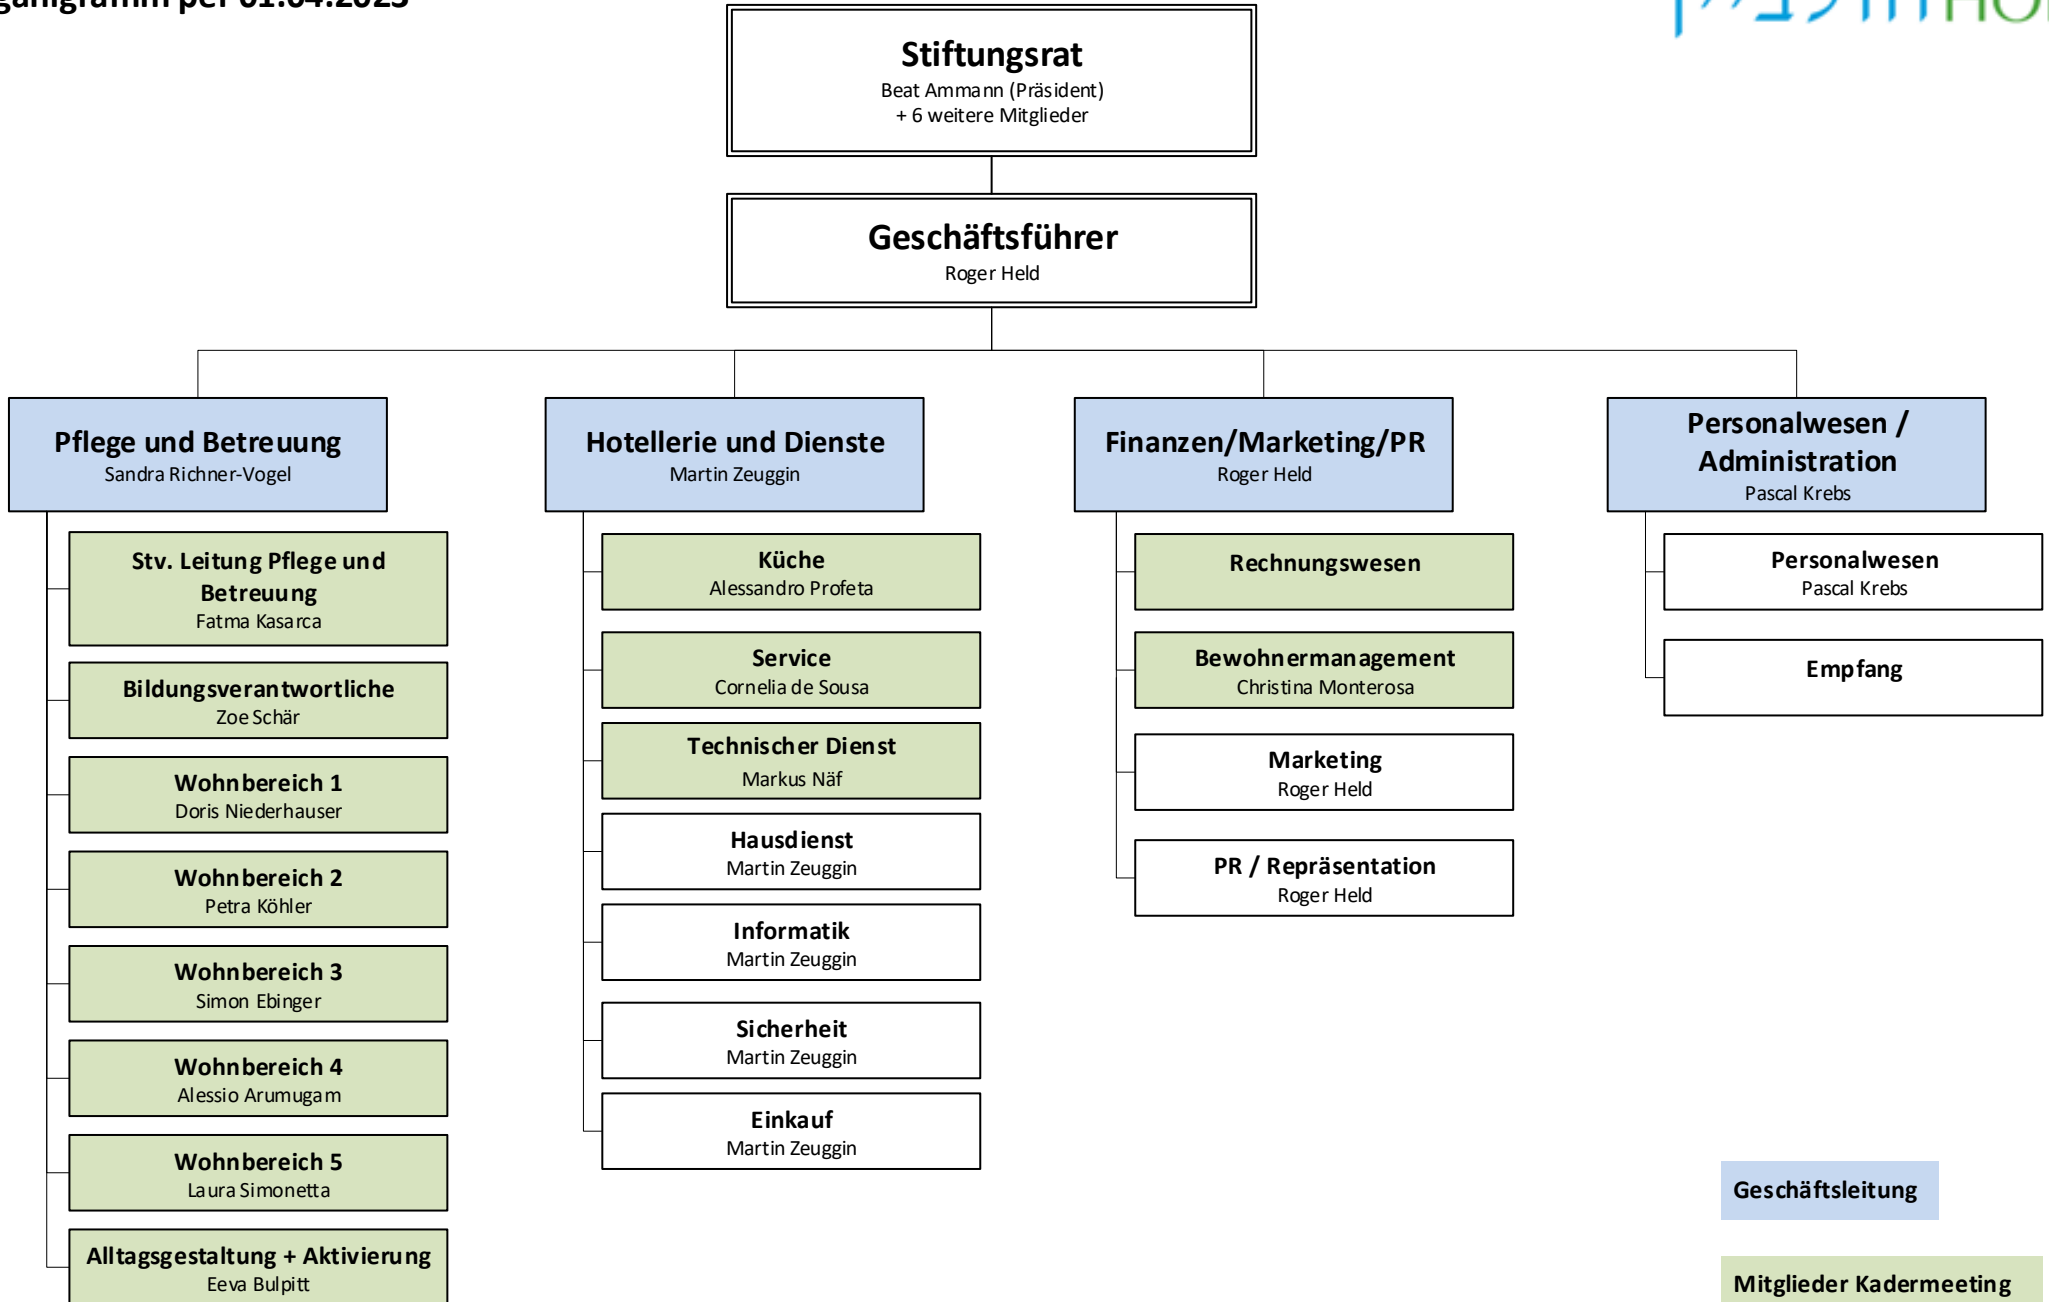 Stiftungsrat
Beat Ammann (Präsident)
+ 6 weitere Mitglieder
Geschäftsführer
Roger Held
Pflege und Betreuung
Sandra Richner-Vogel
Stv. Leitung Pflege und
Betreuung
Fatma Kasarca
Bildungsverantwortliche
Zoe Schär
Wohnbereich 1
Doris Niederhauser
Wohnbereich 2
Petra Köhler
Wohnbereich 3
Simon Ebinger
Wohnbereich 4
Alessio Arumugam
Wohnbereich 5
Laura Simonetta
Alltagsgestaltung + Aktivierung
Eeva Bulpitt
Hotellerie und Dienste
Martin Zeuggin
Küche
Alessandro Profeta
Service
Cornelia de Sousa
Technischer Dienst
Markus Näf
Hausdienst
Martin Zeuggin
Informatik
Martin Zeuggin
Sicherheit
Martin Zeuggin
Einkauf
Martin Zeuggin
Finanzen/Marketing/PR
Roger Held
Rechnungswesen
Bewohnermanagement
Christina Monterosa
Marketing
Roger Held
PR / Repräsentation
Roger Held
Personalwesen /
Administration
Pascal Krebs
Personalwesen
Pascal Krebs
Empfang
Geschäftsleitung
Mitglieder Kadermeeting